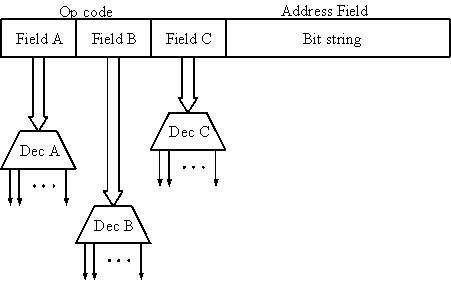 Op code Address Field
Field A Field B Field C Bit string
Dec A Dec C
Dec B